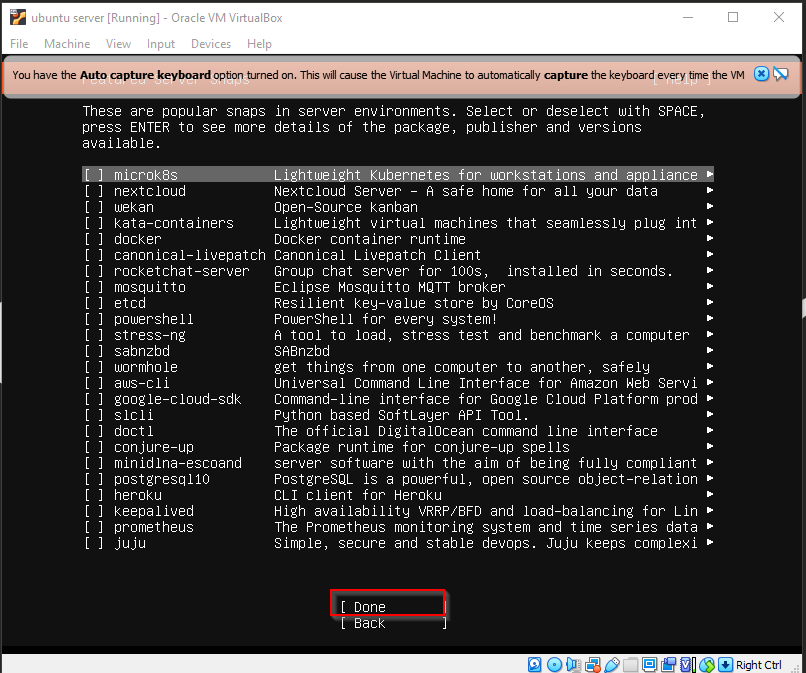 ubuntu server [Running] - Oracle VM VirtualBox
File Machine View Input Devices Help
You have the Auto capture keyboard option turned on. This will cause the Virtual Machine to automatically capture the keyboard every time the VM
Featured Server Snaps [ Help ]
These are popular snaps in server environments. Select or deselect with SPACE,
press ENTER to see more details of the package, publisher and versions
available.
[ ] microk8s Lightweight Kubernetes for workstations and appliance ►
[ ] nextcloud Nextcloud Server - A safe home for all your data ►
[ ] wekan Open-Source kanban ►
[ ] kata-containers Lightweight virtual machines that seamlessly plug int ►
[ ] docker Docker container runtime ►
[ ] canonical-livepatch Canonical Livepatch Client ►
[ ] rocketchat-server Group chat server for 100s, installed in seconds. ►
[ ] mosquitto Eclipse Mosquitto MQTT broker ►
[ ] etcd Resilient key-value store by CoreOS ►
[ ] powershell PowerShell for every system! ►
[ ] stress-ng A tool to load, stress test and benchmark a computer ►
[ ] sabnzbd SABnzbd ►
[ ] wormhole get things from one computer to another, safely ►
[ ] aws-cli Universal Command Line Interface for Amazon Web Servi ►
[ ] google-cloud-sdk Command-line interface for Google Cloud Platform prod ►
[ ] slcli Python based SoftLayer API Tool. ►
[ ] doctl The official DigitalOcean command line interface ►
[ ] conjure-up Package runtime for conjure-up spells ►
[ ] minidlna-escoand server software with the aim of being fully compliant ►
[ ] postgresql10 PostgreSQL is a powerful, open source object-relation ►
[ ] heroku CLI client for Heroku ►
[ ] keepalived High availability VRRP/BFD and load-balancing for Lin ►
[ ] prometheus The Prometheus monitoring system and time series data ►
[ ] juju Simple, secure and stable devops. Juju keeps complexi ►
[ Done ]
[ Back ]
Right Ctrl